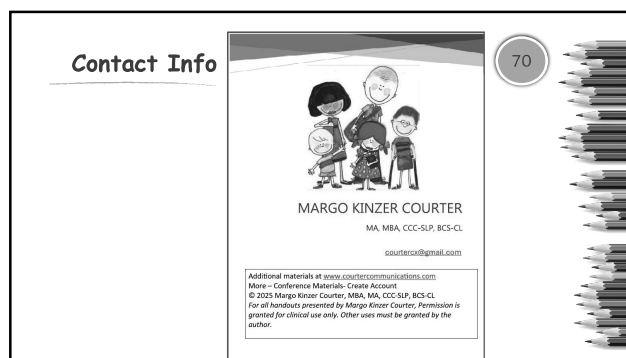 Contact Info
70
MARGO KINZER COURTER
MA, MBA, CCC-SLP, BCS-CL
courtercx@gmail.com
Additional materials at www.courtercommunications.com
More – Conference Materials- Create Account
© 2025 Margo Kinzer Courter, MBA, MA, CCC-SLP, BCS-CL
For all handouts presented by Margo Kinzer Courter, Permission is
granted for clinical use only. Other uses must be granted by the
author.